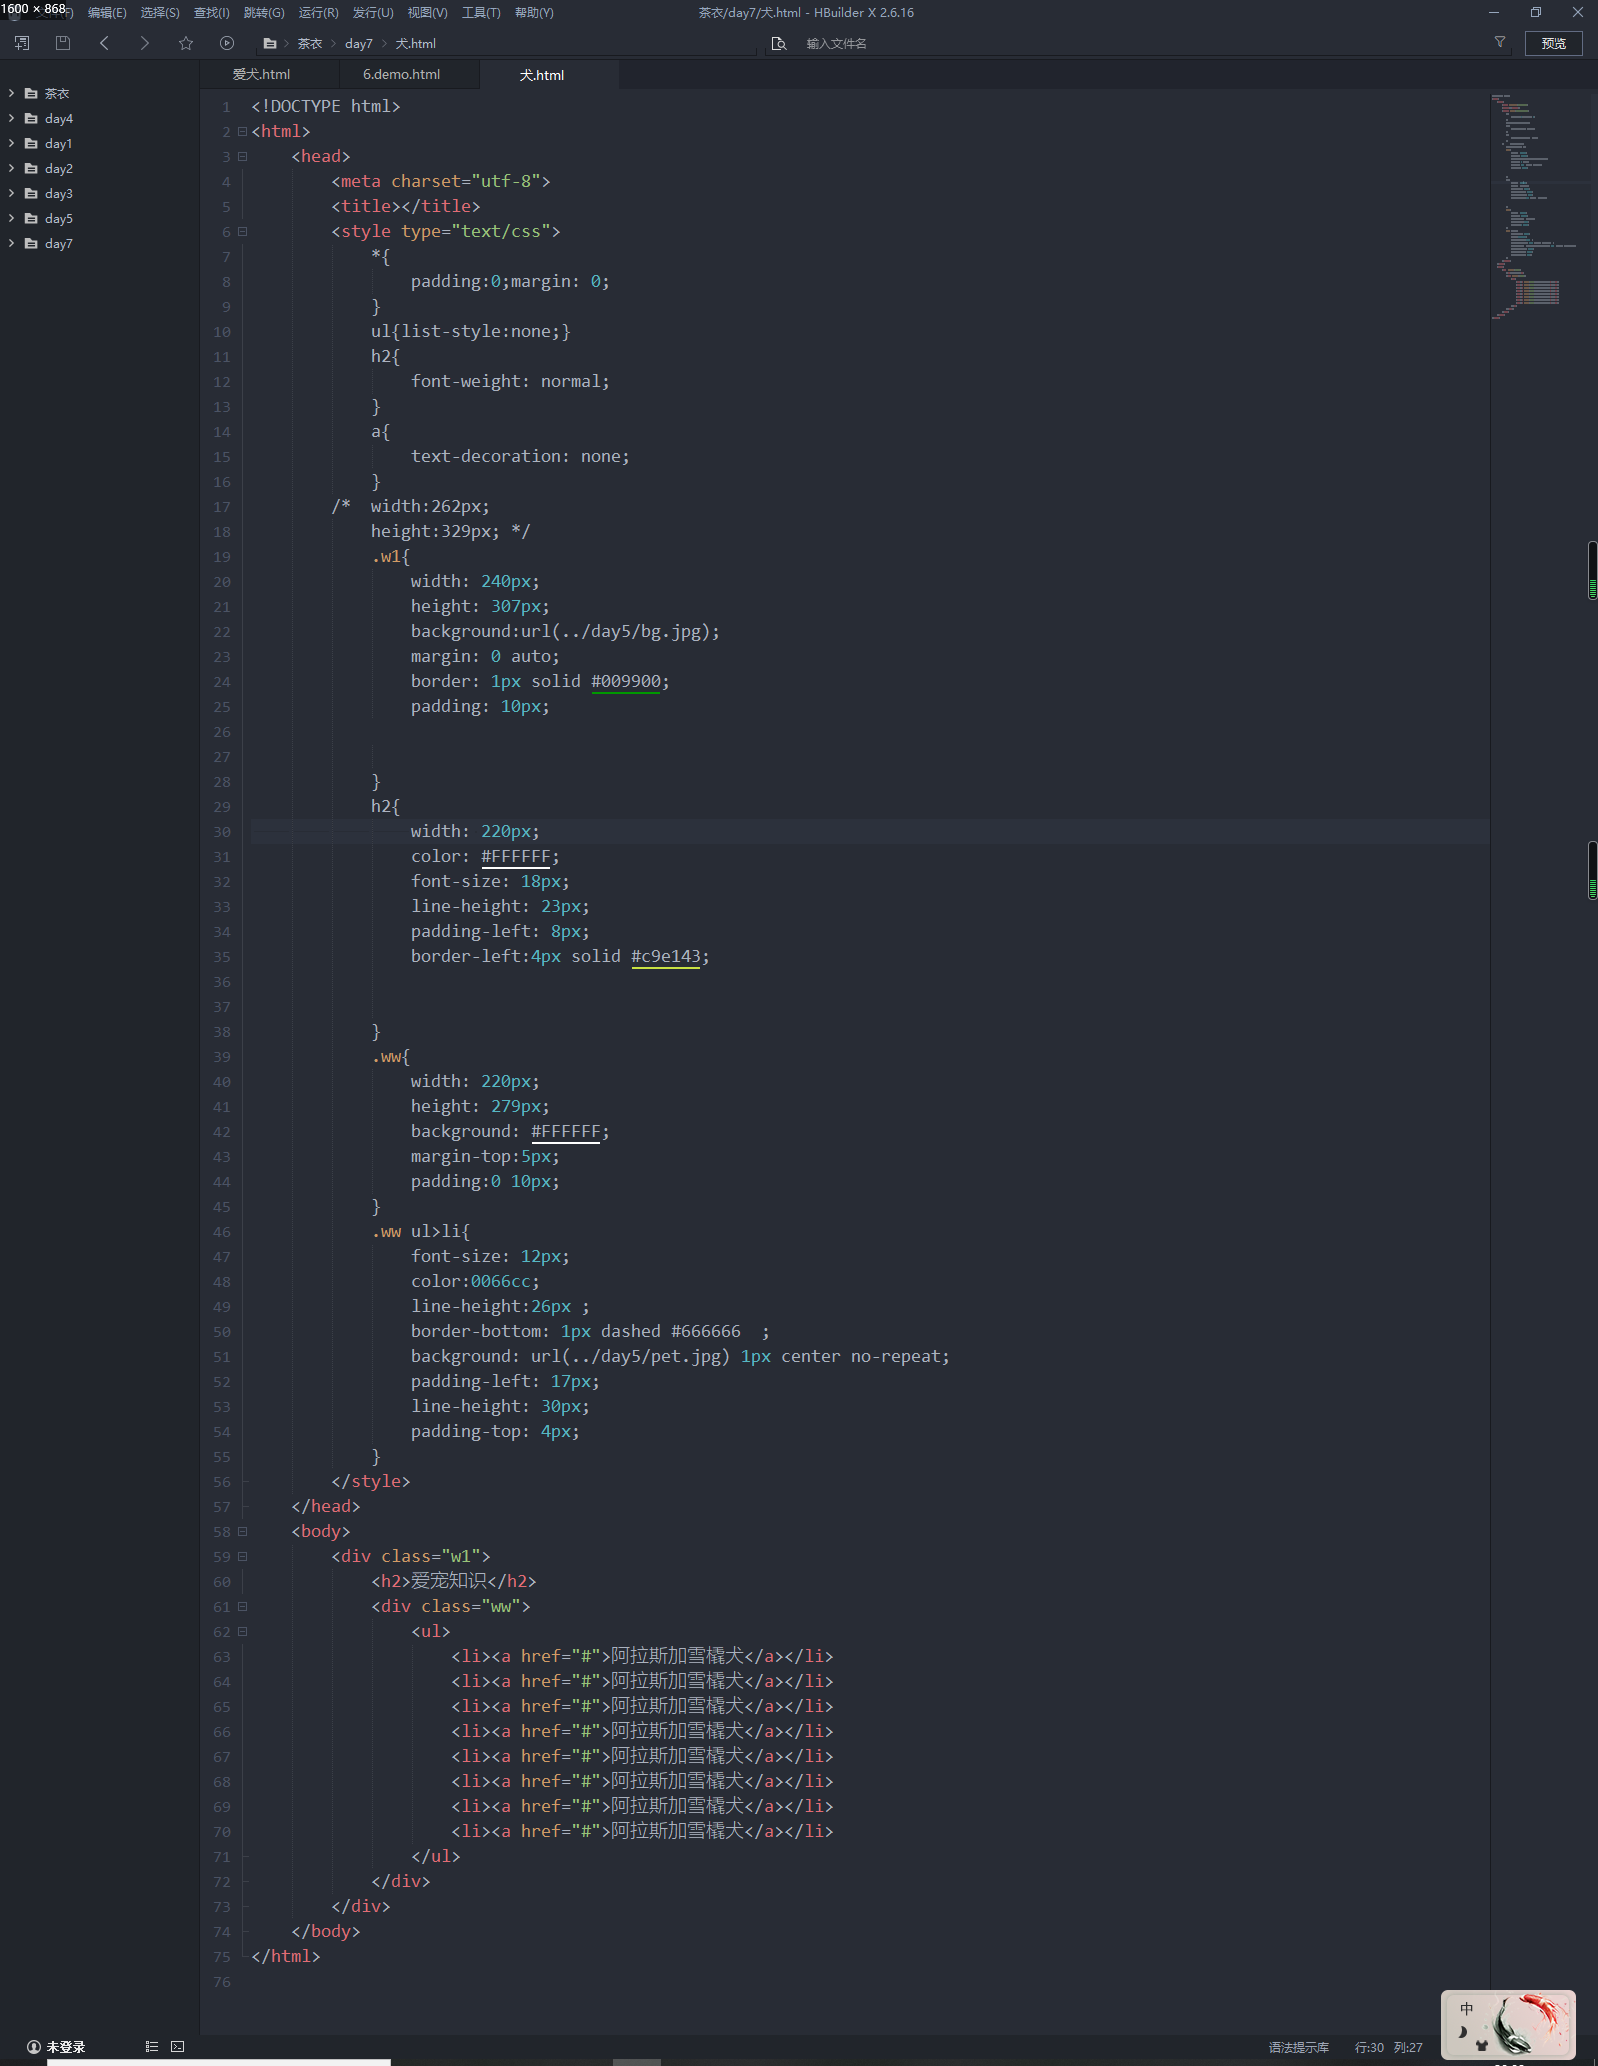 1600 × 868
编辑(E) 选择(S) 查找(I) 跳转(G) 运行(R) 发行(U) 视图(V) 工具(T) 帮助(Y) 茶衣/day7/犬.html - HBuilder X 2.6.16
茶衣 day7 犬.html 输入文件名 预览
爱犬.html 6.demo.html 犬.html
茶衣
day4
day1
day2
day3
day5
day7
1 <!DOCTYPE html>
2 <html>
3 <head>
4 <meta charset="utf-8">
5 <title></title>
6 <style type="text/css">
7 *{
8 padding:0;margin: 0;
9 }
10 ul{list-style:none;}
11 h2{
12 font-weight: normal;
13 }
14 a{
15 text-decoration: none;
16 }
17 /* width:262px;
18 height:329px; */
19 .w1{
20 width: 240px;
21 height: 307px;
22 background:url(../day5/bg.jpg);
23 margin: 0 auto;
24 border: 1px solid #009900;
25 padding: 10px;
26
27
28 }
29 h2{
30 width: 220px;
31 color: #FFFFFF;
32 font-size: 18px;
33 line-height: 23px;
34 padding-left: 8px;
35 border-left:4px solid #c9e143;
36
37
38 }
39 .ww{
40 width: 220px;
41 height: 279px;
42 background: #FFFFFF;
43 margin-top:5px;
44 padding:0 10px;
45 }
46 .ww ul>li{
47 font-size: 12px;
48 color:0066cc;
49 line-height:26px ;
50 border-bottom: 1px dashed #666666  ;
51 background: url(../day5/pet.jpg) 1px center no-repeat;
52 padding-left: 17px;
53 line-height: 30px;
54 padding-top: 4px;
55 }
56 </style>
57 </head>
58 <body>
59 <div class="w1">
60 <h2>爱宠知识</h2>
61 <div class="ww">
62 <ul>
63 <li><a href="#">阿拉斯加雪橇犬</a></li>
64 <li><a href="#">阿拉斯加雪橇犬</a></li>
65 <li><a href="#">阿拉斯加雪橇犬</a></li>
66 <li><a href="#">阿拉斯加雪橇犬</a></li>
67 <li><a href="#">阿拉斯加雪橇犬</a></li>
68 <li><a href="#">阿拉斯加雪橇犬</a></li>
69 <li><a href="#">阿拉斯加雪橇犬</a></li>
70 <li><a href="#">阿拉斯加雪橇犬</a></li>
71 </ul>
72 </div>
73 </div>
74 </body>
75 </html>
76
中
未登录 语法提示库 行:30 列:27